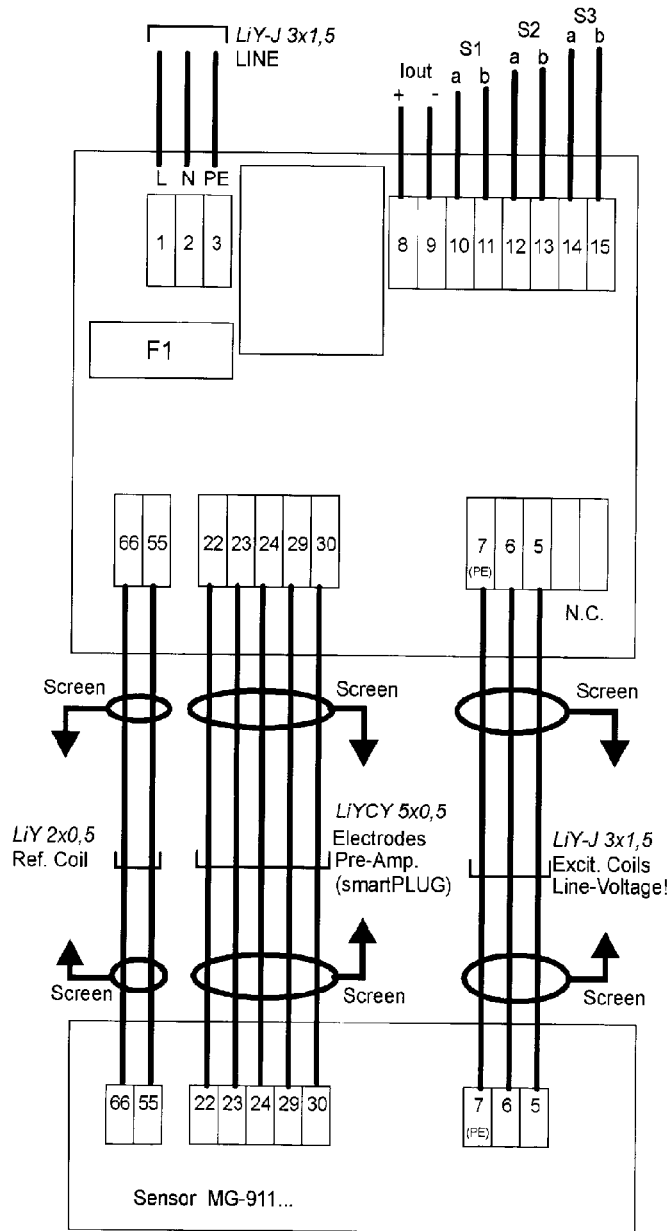 LiY-J 3x1,5
LINE
S3
S2 a b
S1 a b
Iout a b
+ -
L N PE
1 2 3
8 9 10 11 12 13 14 15
F1
66 55 22 23 24 29 30
7 6 5
(PE)
N.C.
Screen Screen Screen
LiY 2x0,5
Ref. Coil
LiYCY 5x0,5
Electrodes
Pre-Amp.
(smartPLUG)
LiY-J 3x1,5
Excit. Coils
Line-Voltage!
Screen Screen Screen
66 55 22 23 24 29 30
7 6 5
(PE)
Sensor MG-911...